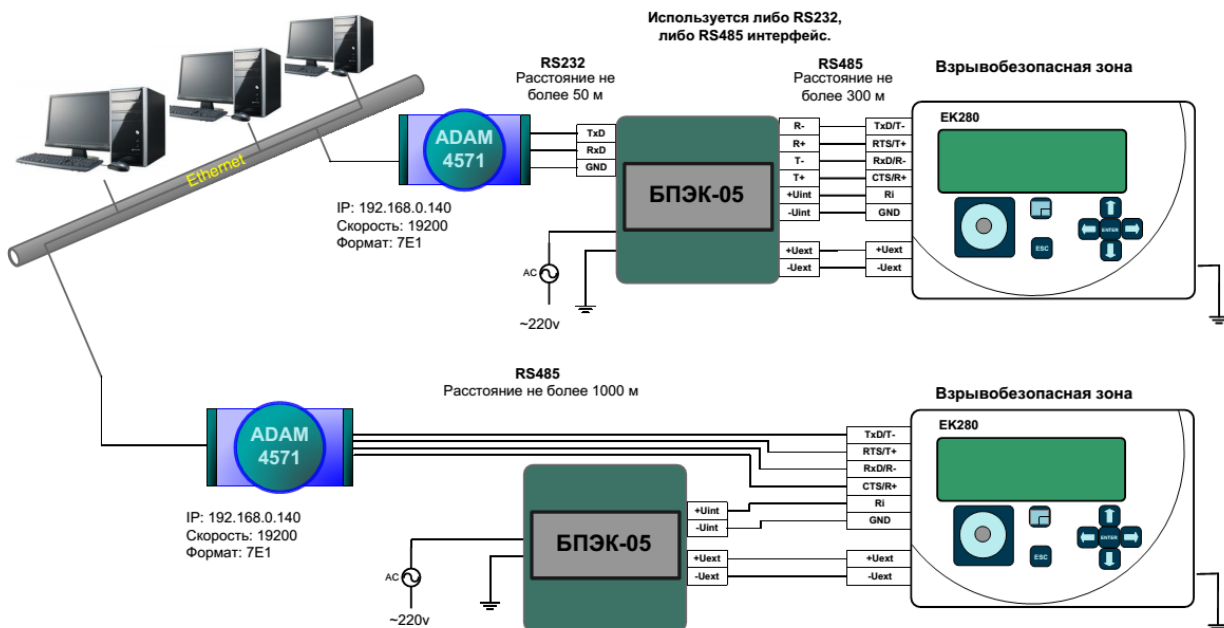 Используется либо RS232,
либо RS485 интерфейс.
RS232
Расстояние не
более 50 м
RS485
Расстояние не
более 300 м
Взрывобезопасная зона
Ethernet
ADAM
4571
IP: 192.168.0.140
Скорость: 19200
Формат: 7E1
TxD
RxD
GND
БПЭК-05
AC
~220v
R-
R+
T-
T+
+Uint
-Uint
+Uext
-Uext
TxD/T-
RTS/T+
RxD/R-
CTS/R+
Ri
GND
+Uext
-Uext
EK280
ENTER
ESC
RS485
Расстояние не более 1000 м
Взрывобезопасная зона
ADAM
4571
IP: 192.168.0.140
Скорость: 19200
Формат: 7E1
БПЭК-05
AC
~220v
+Uint
-Uint
+Uext
-Uext
TxD/T-
RTS/T+
RxD/R-
CTS/R+
Ri
GND
+Uext
-Uext
EK280
ENTER
ESC